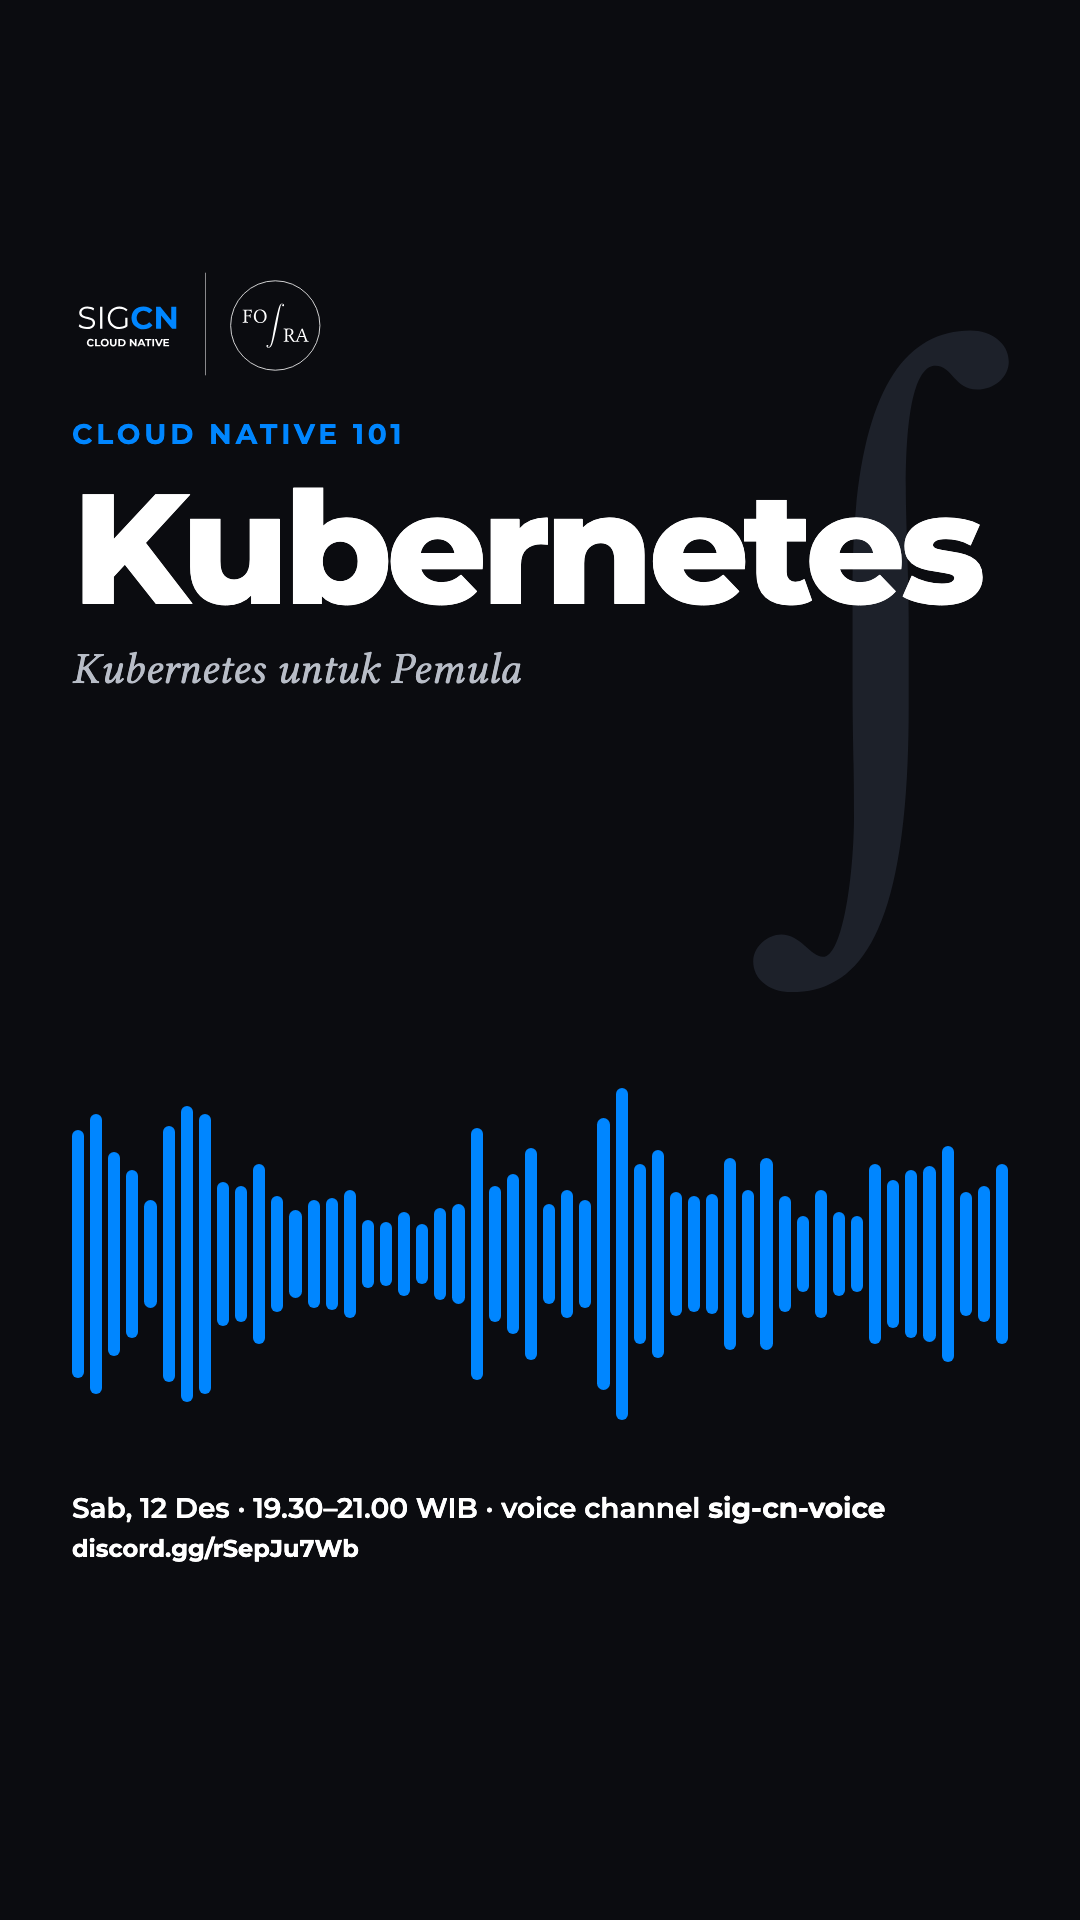 SIGCN
CLOUD NATIVE
FO∫RA
CLOUD NATIVE 101
Kubernetes
Kubernetes untuk Pemula
Sab, 12 Des · 19.30–21.00 WIB · voice channel sig-cn-voice
discord.gg/rSepJu7Wb